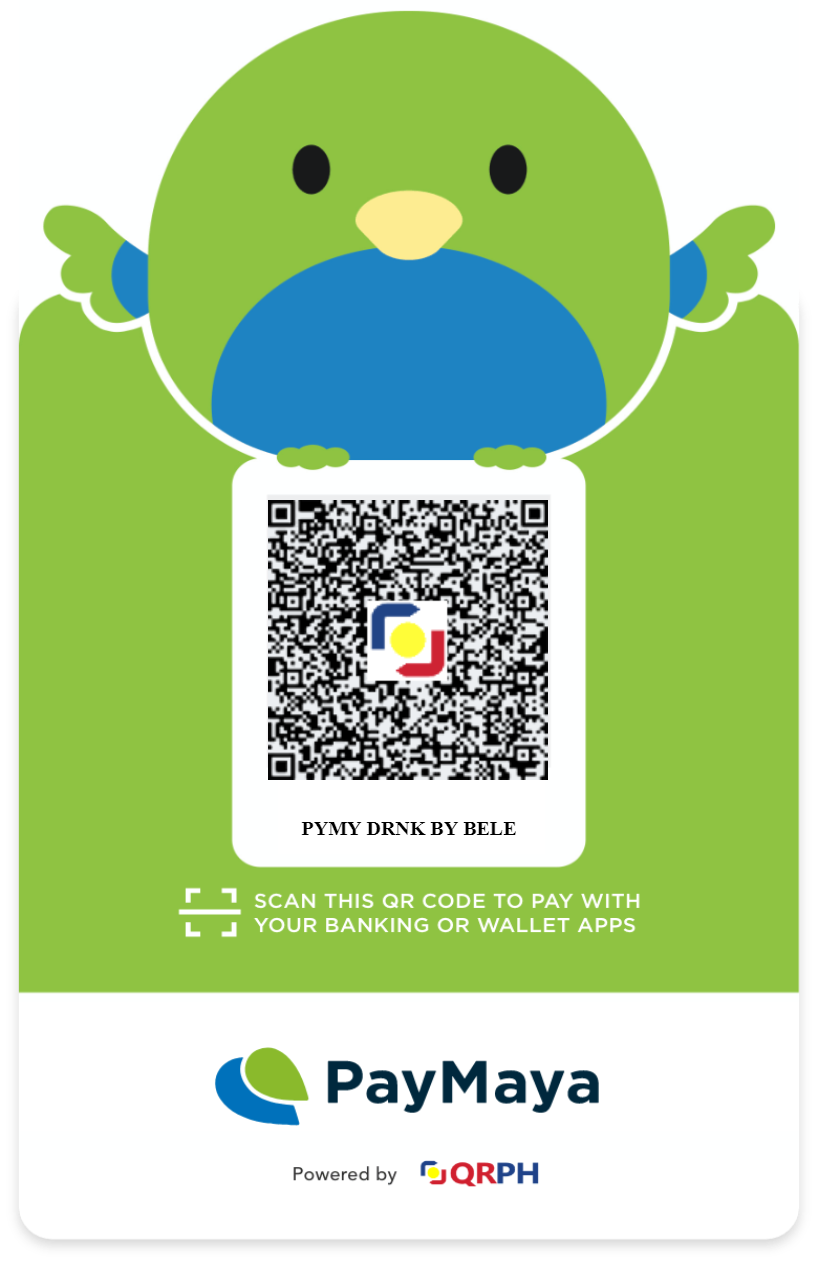 PYMY DRNK BY BELE
SCAN THIS QR CODE TO PAY WITH
YOUR BANKING OR WALLET APPS
PayMaya
Powered by QRPH